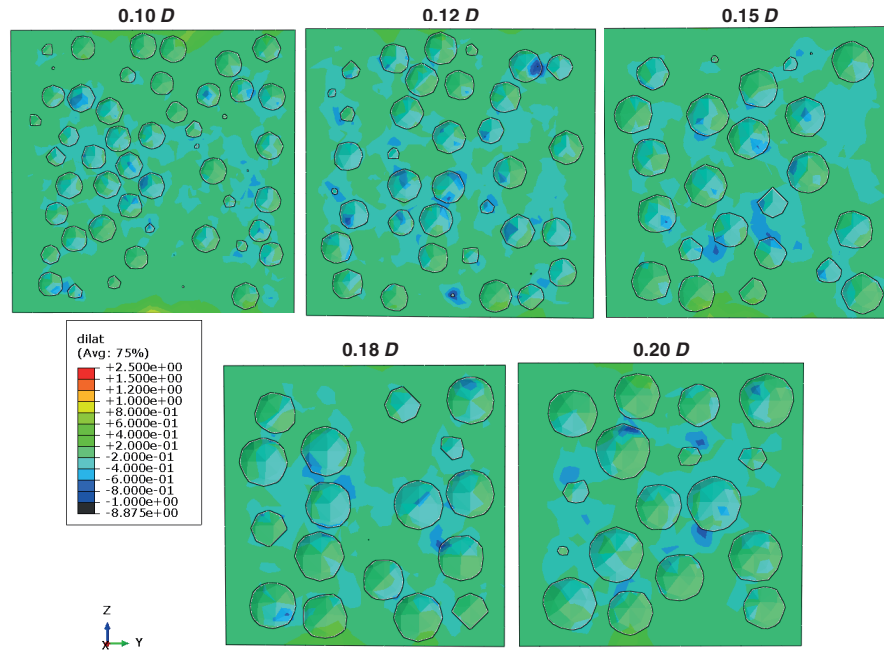 0.10 D
0.12 D
0.15 D
0.18 D
0.20 D
dilat
(Avg: 75%)
+2.500e+00
+1.500e+00
+1.200e+00
+1.000e+00
+8.000e-01
+6.000e-01
+4.000e-01
+2.000e-01
-2.000e-01
-4.000e-01
-6.000e-01
-8.000e-01
-1.000e+00
-8.875e+00
Z
X
Y